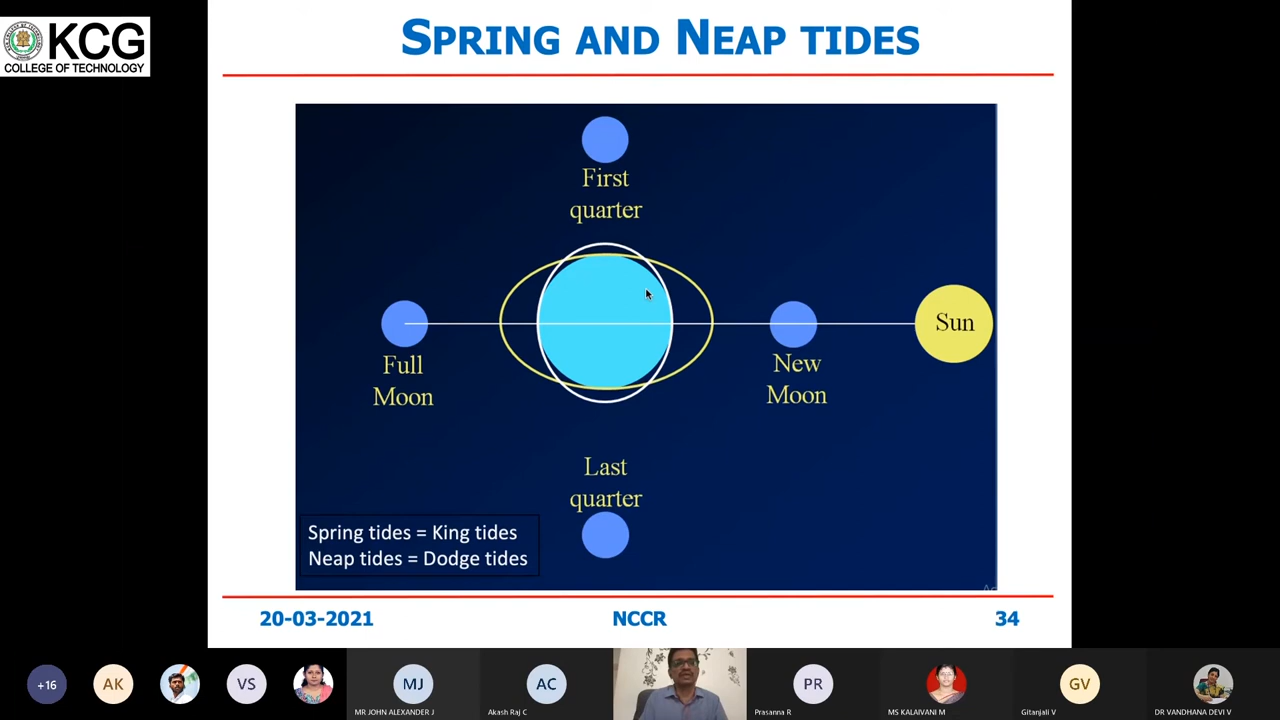 KCG
COLLEGE OF TECHNOLOGY
SPRING AND NEAP TIDES
First
quarter
Sun
Full
Moon
New
Moon
Last
quarter
Spring tides = King tides
Neap tides = Dodge tides
20-03-2021
NCCR
34
+16
AK
VS
MJ
MR JOHN ALEXANDER J
AC
Akash Raj C
PR
Prasanna R
MS KALAIVANI M
GV
Gitanjali V
DR VANDHANA DEVI V